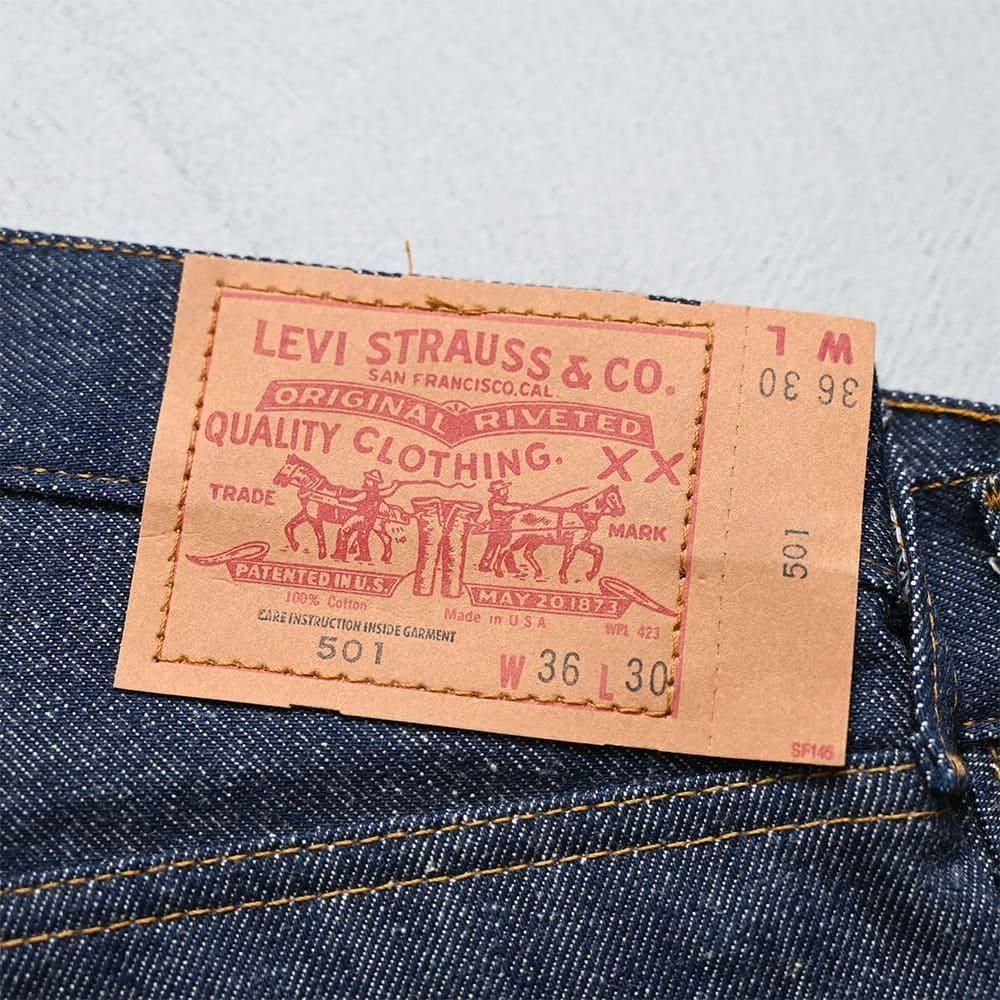 LEVI STRAUSS & CO.
SAN FRANCISCO, CAL.
ORIGINAL RIVETED
QUALITY CLOTHING. XX
TRADE MARK
PATENTED IN U.S. MAY 20 1873
100% Cotton Made in U S A WPL 423
CARE INSTRUCTION INSIDE GARMENT
501 W 36 L 30
W L
36 30
501
SF146